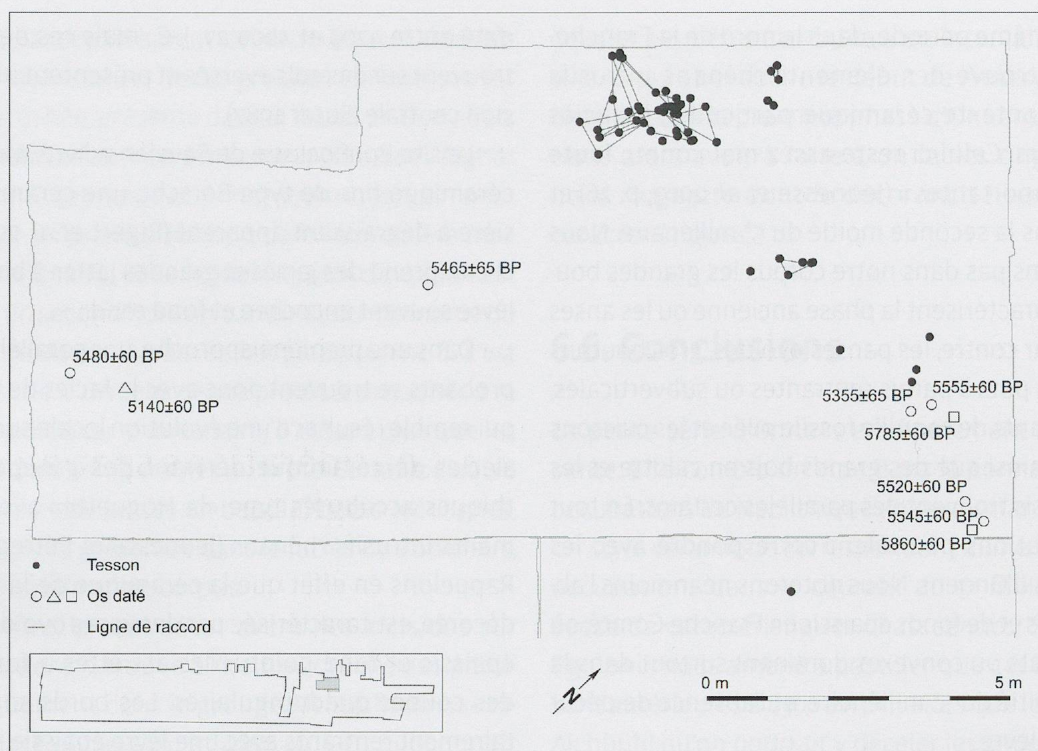 5465±65 BP
5480±60 BP
5140±60 BP
5555±60 BP
5355±65 BP
5785±60 BP
5520±60 BP
5545±60 BP
5860±60 BP
Tesson
Os daté
Ligne de raccord
N
0 m
5 m